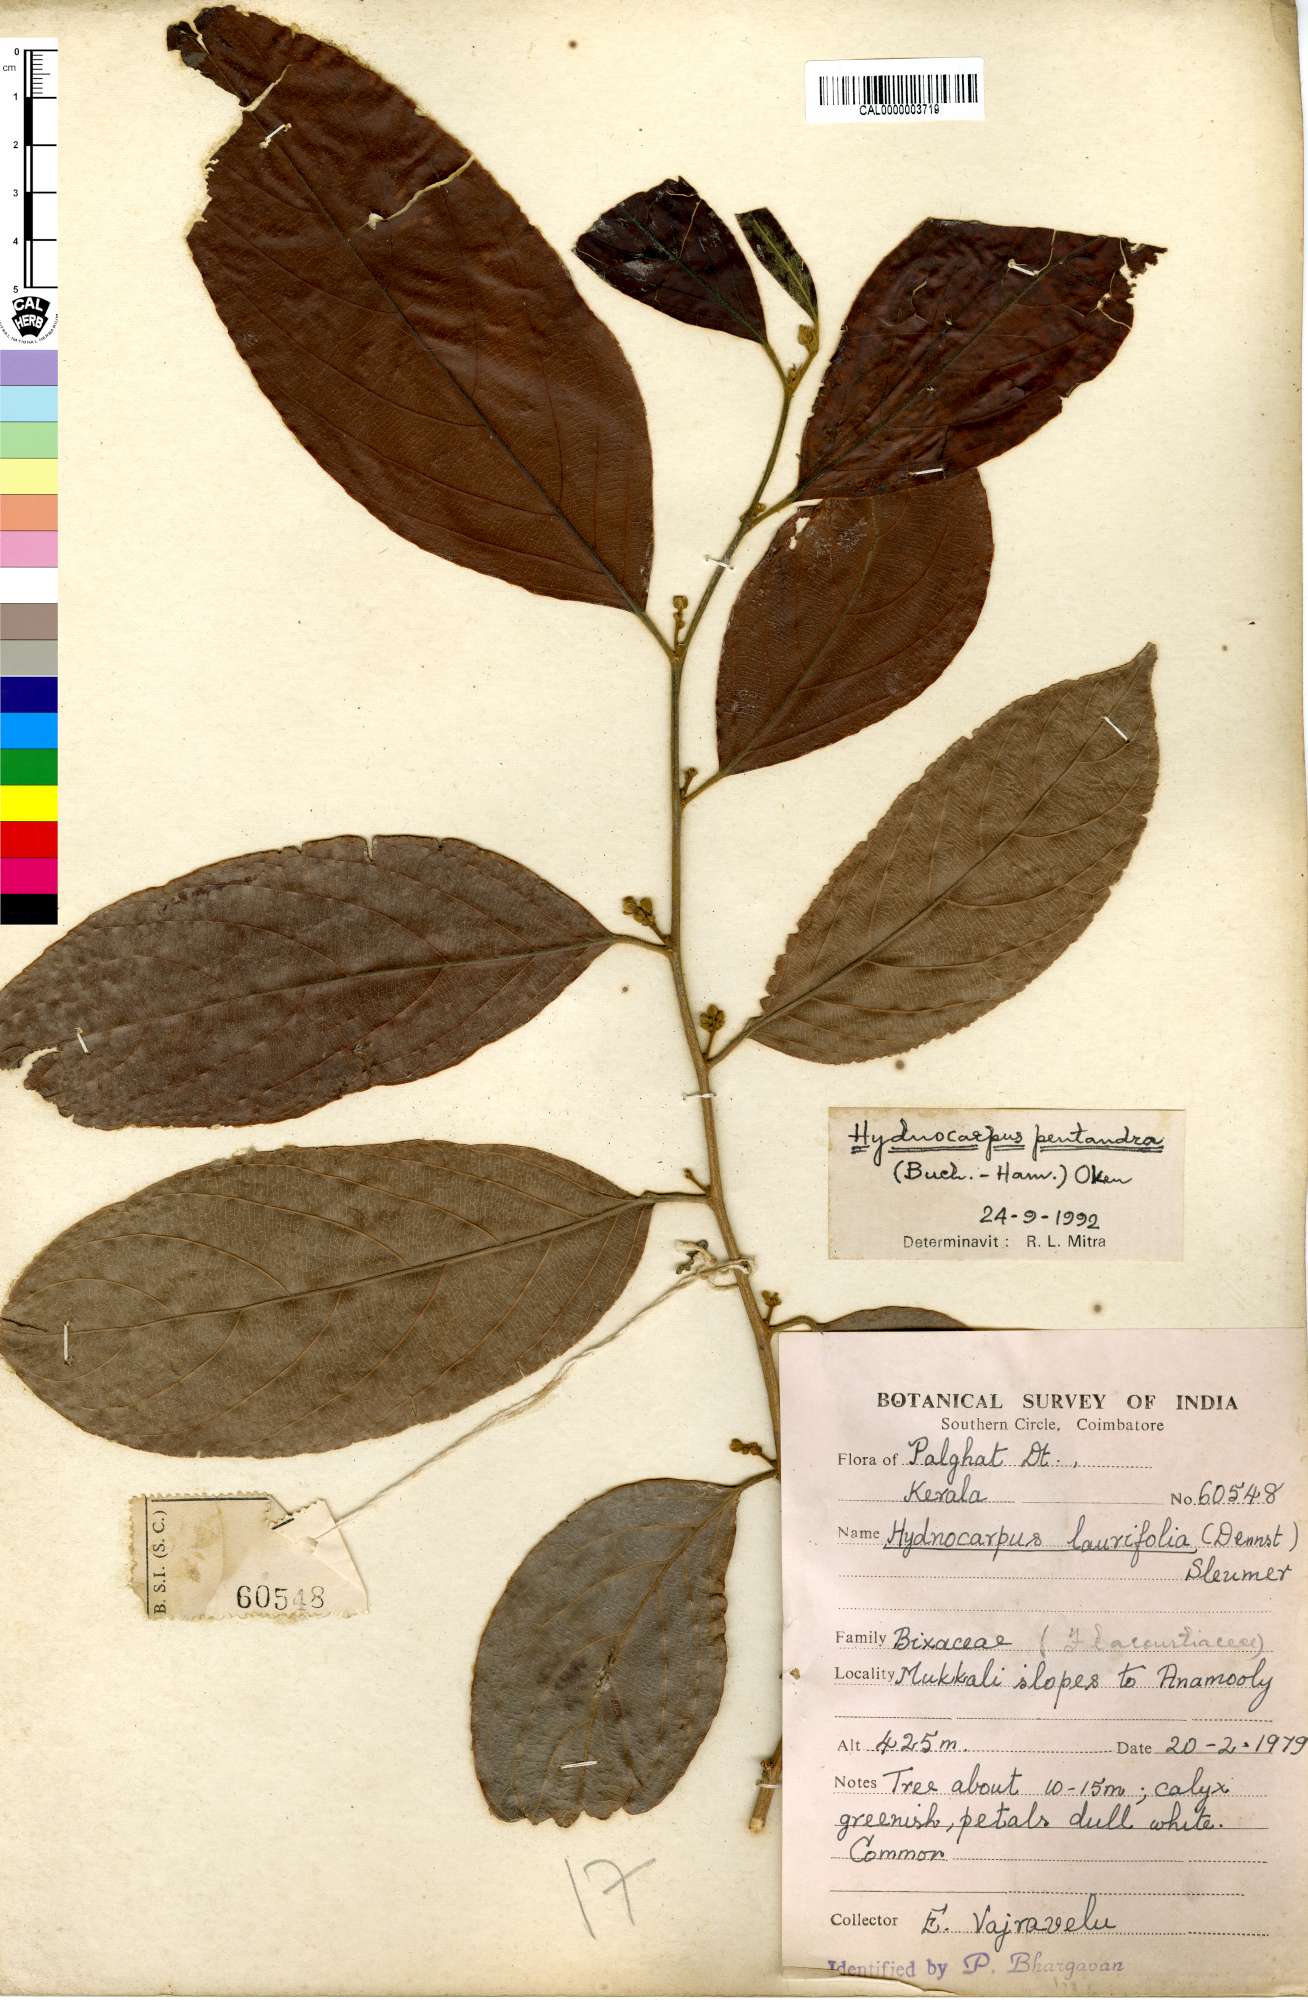 CAL0000003719
0
cm
1
2
3
4
5
CAL
HERB
Hydnocarpus pentandra
(Buch.-Ham.) Oken
24-9-1992
Determinavit : R. L. Mitra
BOTANICAL SURVEY OF INDIA
Southern Circle, Coimbatore
Flora of Palghat Dt.,
Kerala No. 60548
Name Hydnocarpus laurifolia (Dennst)
Sleumer
Family Bixaceae (Flacourtiaceae)
Locality Mukkali slopes to Anamooly
Alt 425m. Date 20-2-1979
Notes Tree about 10-15m; calyx
greenish, petals dull white.
Common
Collector E. Vajravelu
Identified by P. Bhargavan
B. S.I. (S. C.)
60548
17